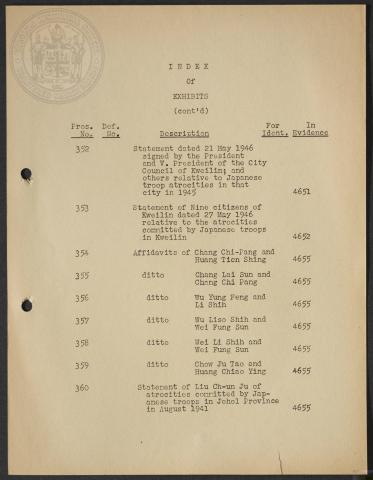 INDEX
Of
EXHIBITS
(cont'd)
Pros. Def. For In
No. No. Description Ident. Evidence
352 Statement dated 21 May 1946
signed by the President
and V. President of the City
Council of Kweilin; and
others relative to Japanese
troop atrocities in that
city in 1945 4651
353 Statement of Nine citizens of
Kweilin dated 27 May 1946
relative to the atrocities
committed by Japanese troops
in Kweilin 4652
354 Affidavits of Chang Chi-Pang and
Huang Tien Shing 4655
355 ditto Chang Lai Sun and
Chang Chi Pang 4655
356 ditto Wu Yung Feng and
Li Shih 4655
357 ditto Wu Liso Shih and
Wei Fung Sun 4655
358 ditto Wei Li Shih and
Wei Fung Sun 4655
359 ditto Chow Ju Tao and
Huang Chiao Ying 4655
360 Statement of Liu Ch-un Ju of
atrocities committed by Jap-
anese troops in Jehol Province
in August 1941 4655